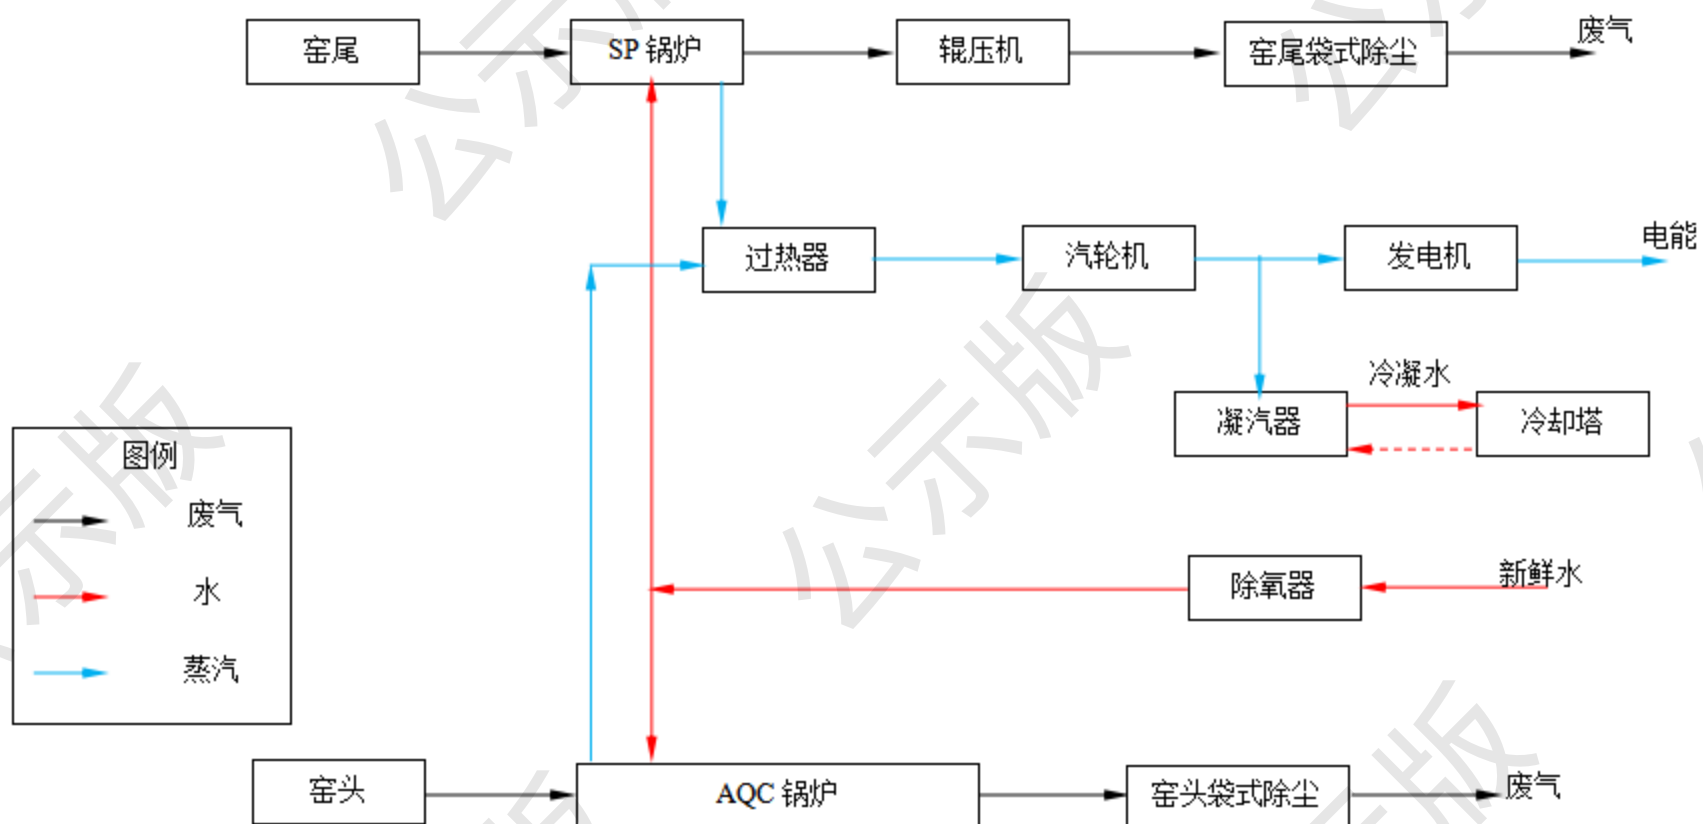 窑尾
SP 锅炉
辊压机
窑尾袋式除尘
废气
过热器
汽轮机
发电机
电能
冷凝水
凝汽器
冷却塔
图例
废气
水
蒸汽
除氧器
新鲜水
窑头
AQC 锅炉
窑头袋式除尘
废气
公示版
公示版
公示版